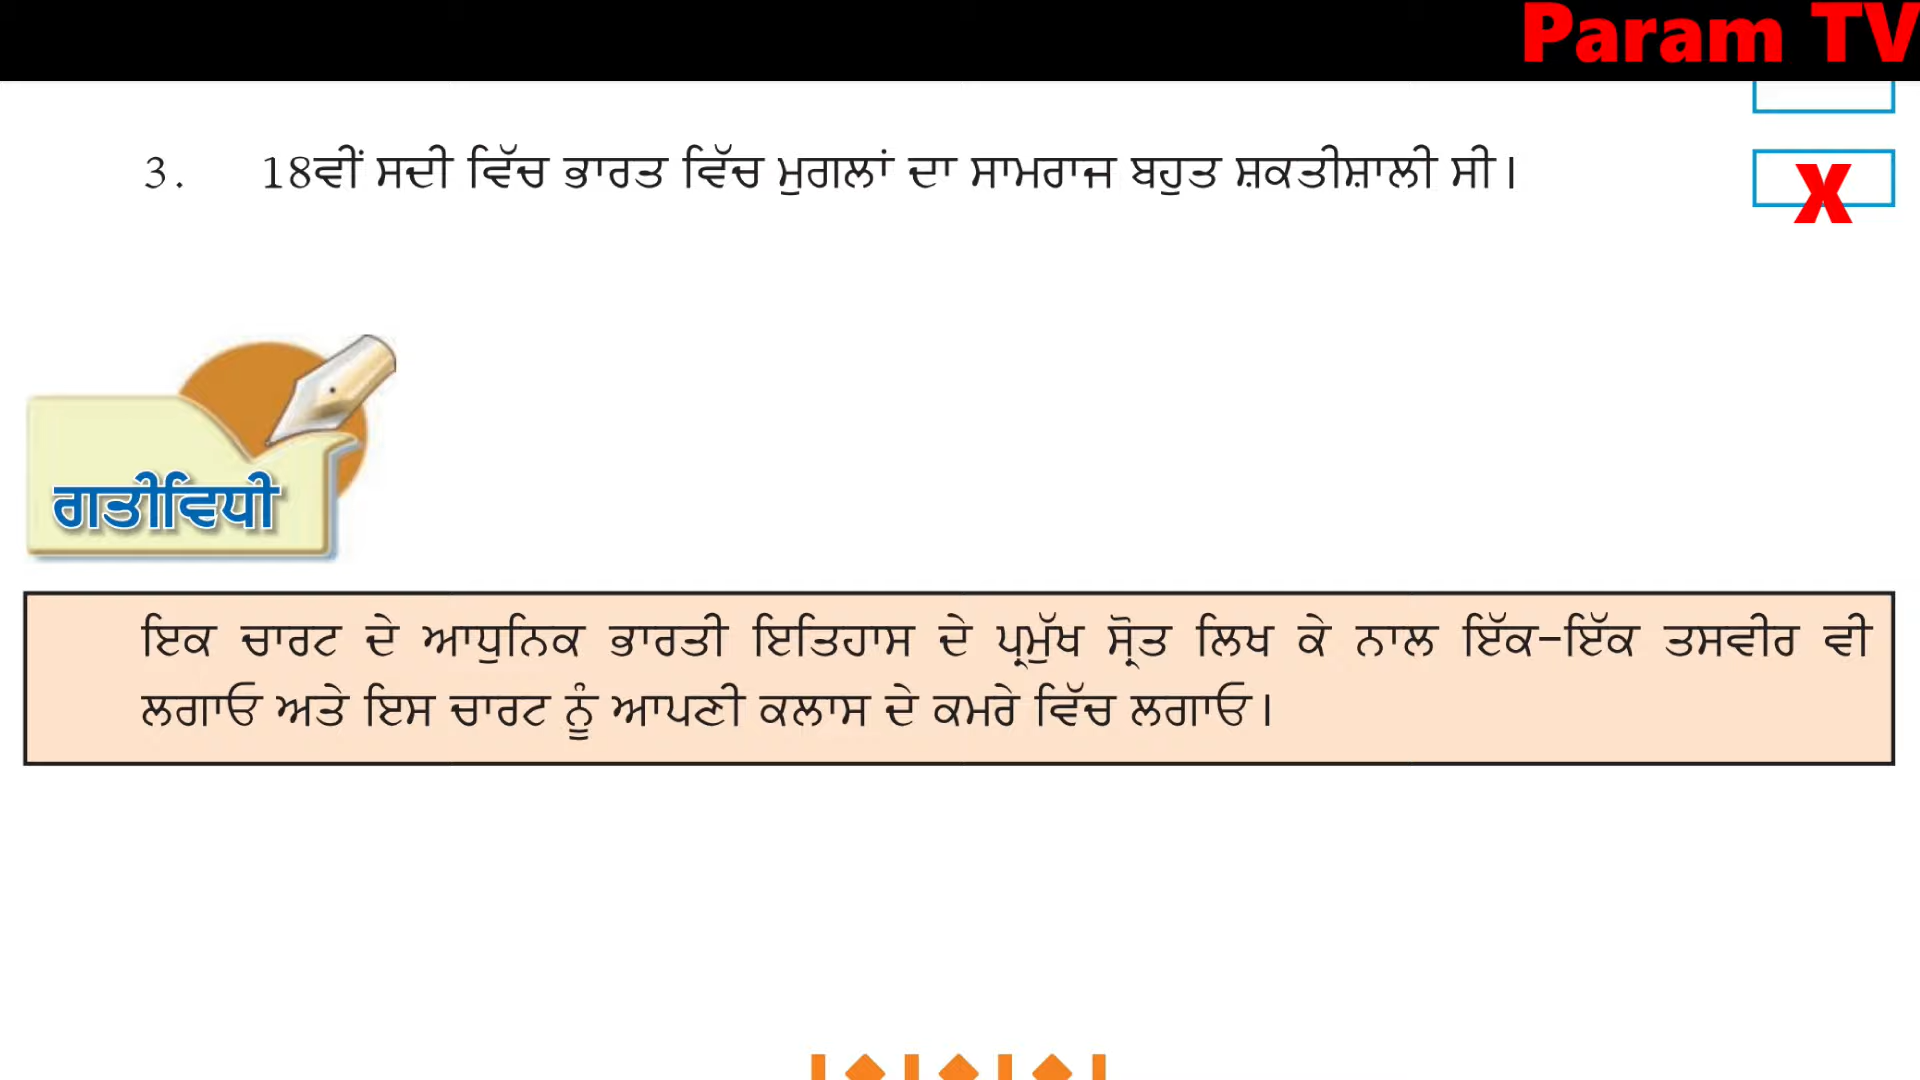 Param TV
3. 18ਵੀਂ ਸਦੀ ਵਿੱਚ ਭਾਰਤ ਵਿੱਚ ਮੁਗਲਾਂ ਦਾ ਸਾਮਰਾਜ ਬਹੁਤ ਸ਼ਕਤੀਸ਼ਾਲੀ ਸੀ। X
ਗਤੀਵਿਧੀ
ਇਕ ਚਾਰਟ ਦੇ ਆਧੁਨਿਕ ਭਾਰਤੀ ਇਤਿਹਾਸ ਦੇ ਪ੍ਰਮੁੱਖ ਸ੍ਰੋਤ ਲਿਖ ਕੇ ਨਾਲ ਇੱਕ-ਇੱਕ ਤਸਵੀਰ ਵੀ
ਲਗਾਓ ਅਤੇ ਇਸ ਚਾਰਟ ਨੂੰ ਆਪਣੀ ਕਲਾਸ ਦੇ ਕਮਰੇ ਵਿੱਚ ਲਗਾਓ।